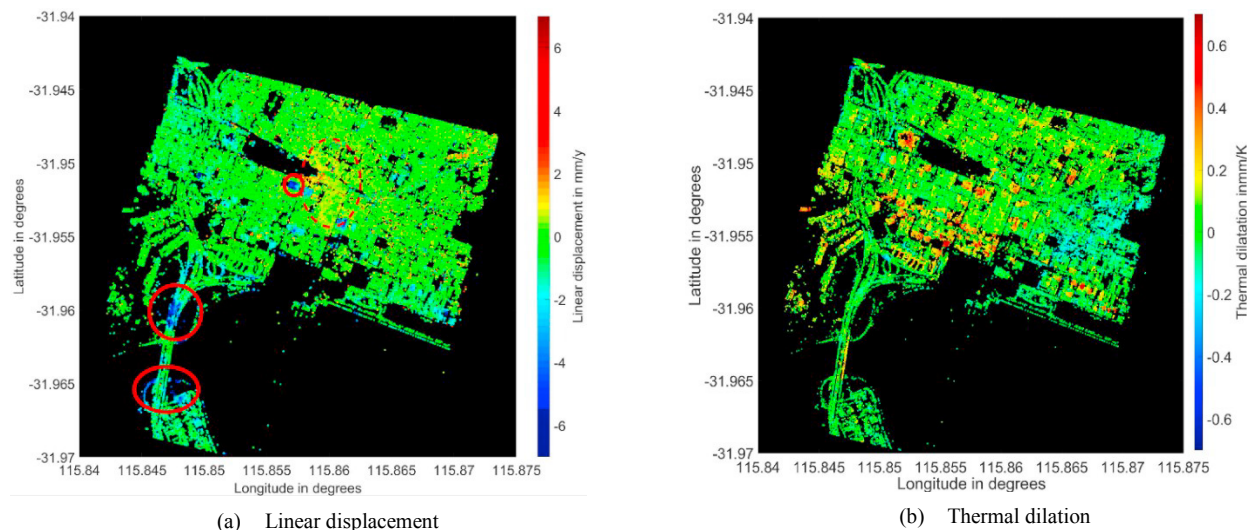 -31.94
-31.945
-31.95
-31.955
-31.96
-31.965
-31.97
115.84 115.845 115.85 115.855 115.86 115.865 115.87 115.875
Latitude in degrees
Longitude in degrees
6
4
2
0
-2
-4
-6
Linear displacement in mm/y
(a) Linear displacement
-31.94
-31.945
-31.95
-31.955
-31.96
-31.965
-31.97
115.84 115.845 115.85 115.855 115.86 115.865 115.87 115.875
Latitude in degrees
Longitude in degrees
0.6
0.4
0.2
0
-0.2
-0.4
-0.6
Thermal dilatation inmm/K
(b) Thermal dilation